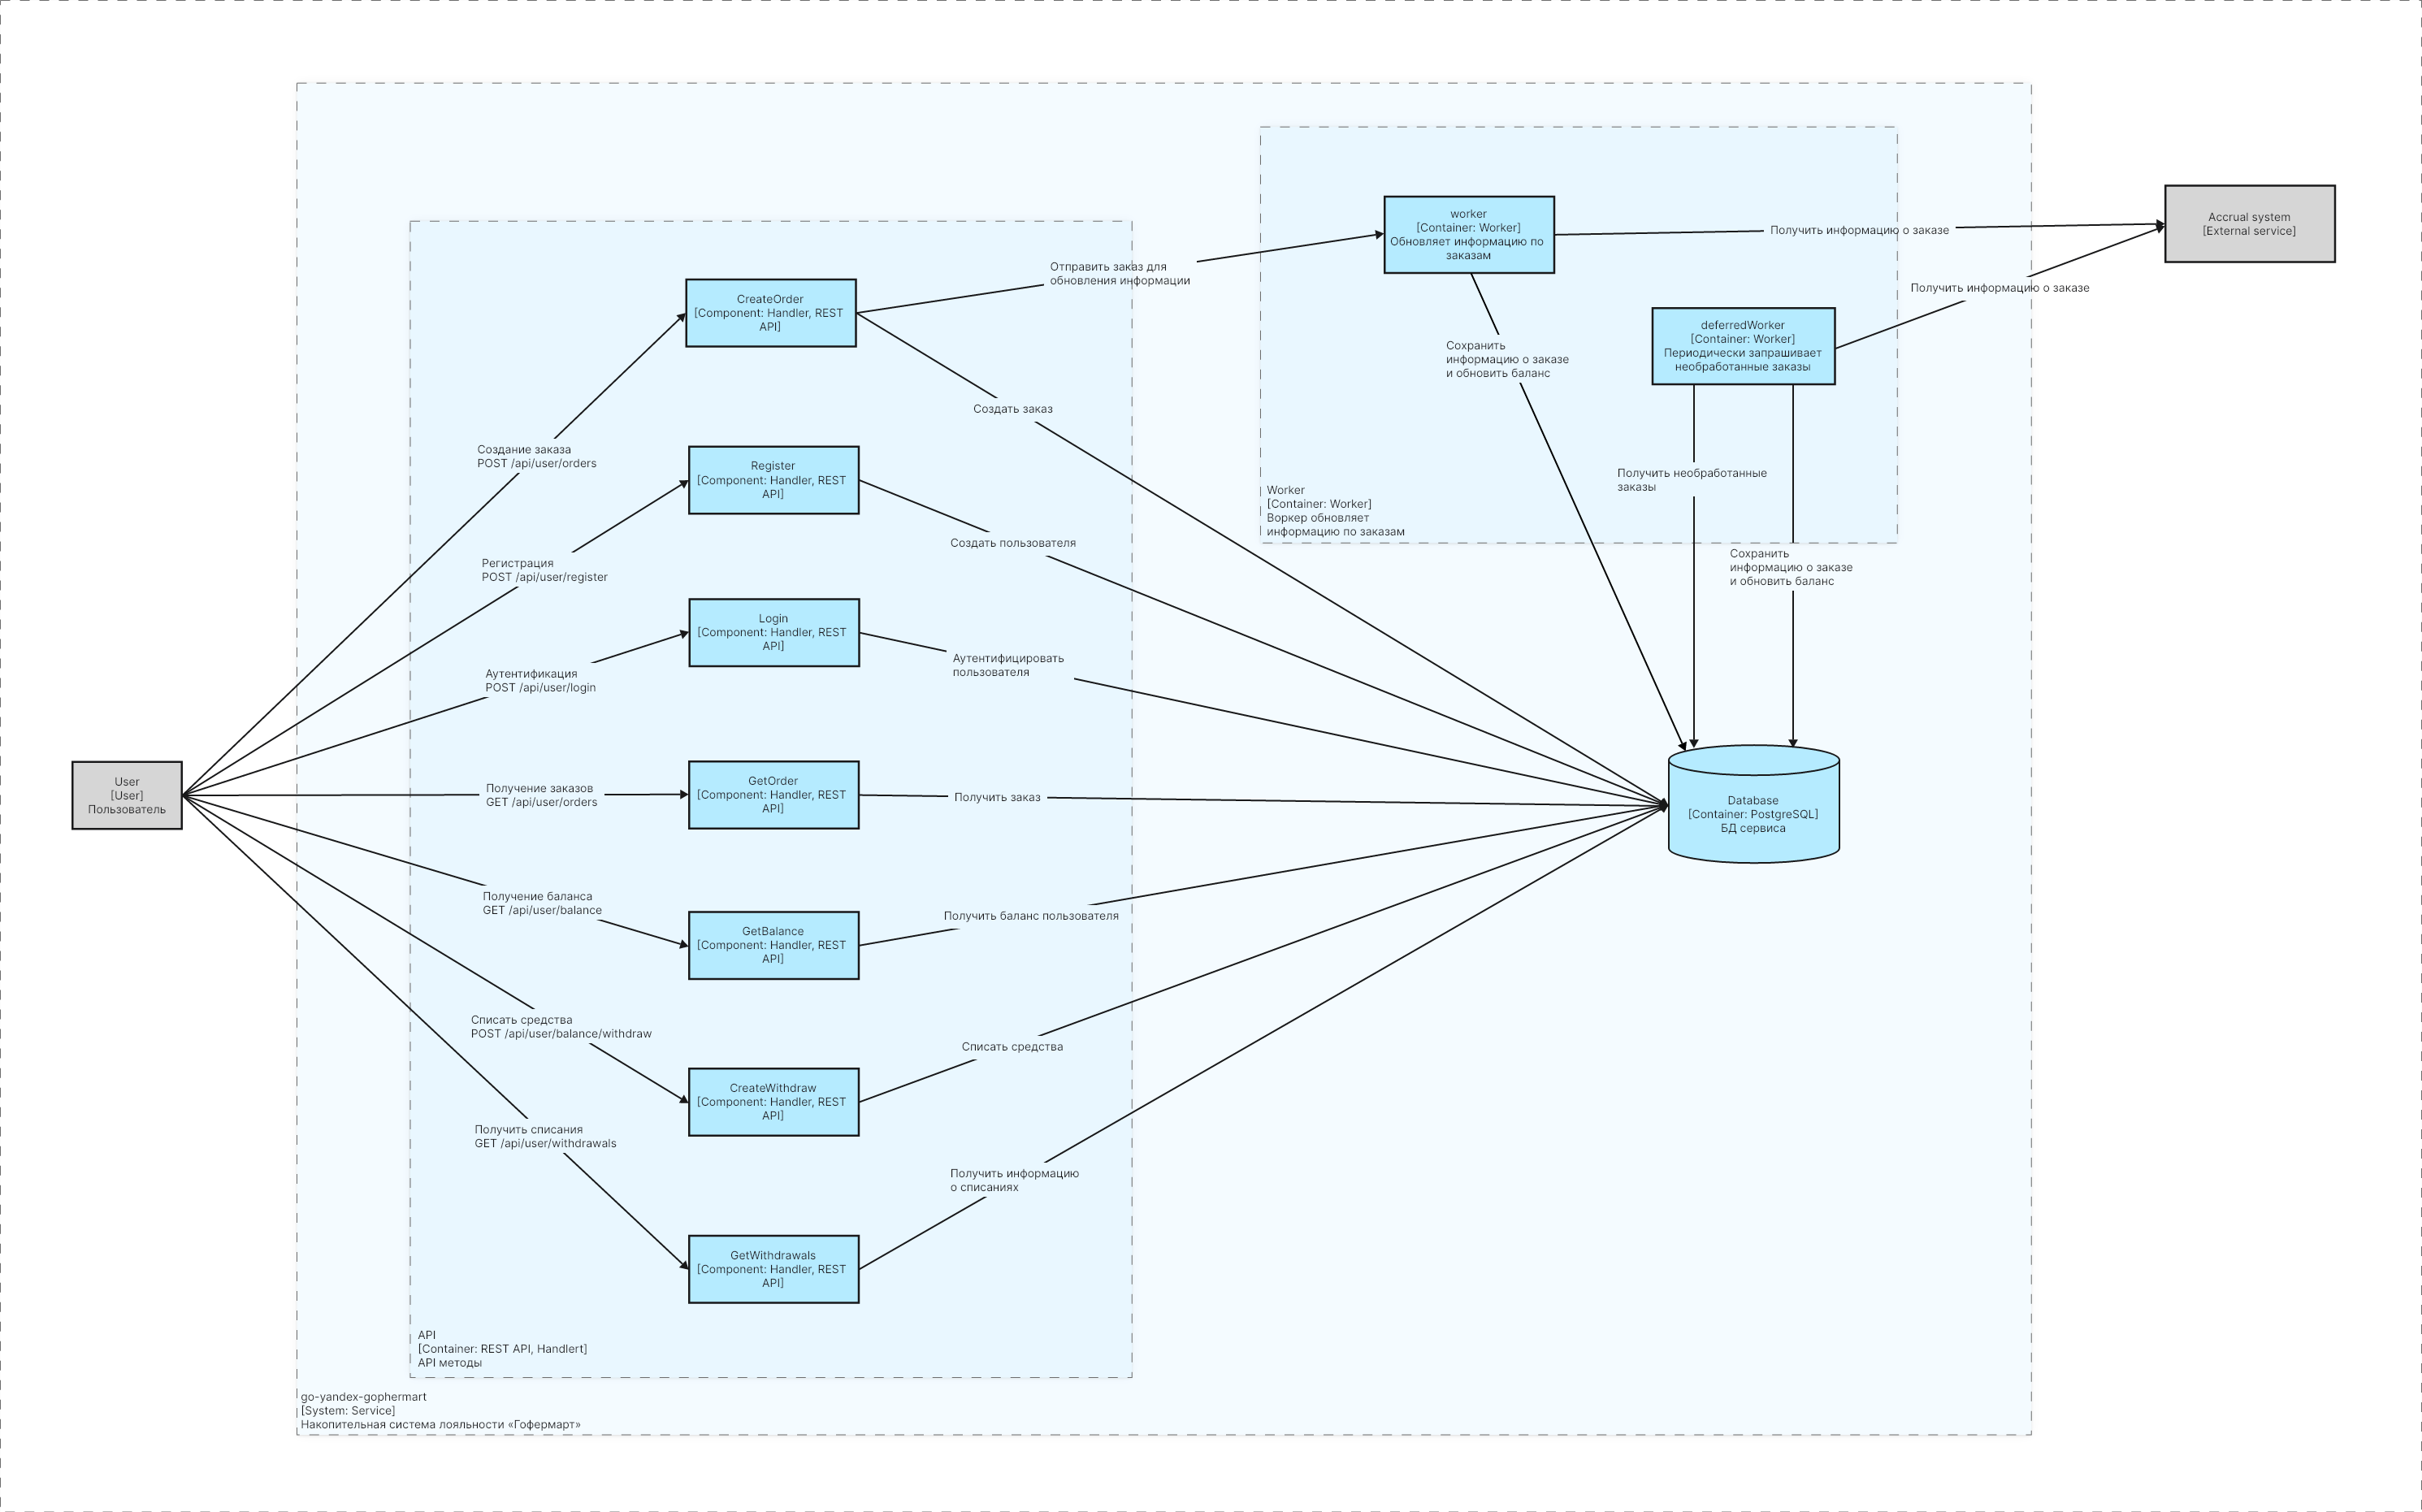 User
[User]
Пользователь
Создание заказа
POST /api/user/orders
Регистрация
POST /api/user/register
Аутентификация
POST /api/user/login
Получение заказов
GET /api/user/orders
Получение баланса
GET /api/user/balance
Списать средства
POST /api/user/balance/withdraw
Получить списания
GET /api/user/withdrawals
CreateOrder
[Component: Handler, REST
API]
Register
[Component: Handler, REST
API]
Login
[Component: Handler, REST
API]
GetOrder
[Component: Handler, REST
API]
GetBalance
[Component: Handler, REST
API]
CreateWithdraw
[Component: Handler, REST
API]
GetWithdrawals
[Component: Handler, REST
API]
Отправить заказ для
обновления информации
Создать заказ
Создать пользователя
Аутентифицировать
пользователя
Получить заказ
Получить баланс пользователя
Списать средства
Получить информацию
о списаниях
API
[Container: REST API, Handlert]
API методы
worker
[Container: Worker]
Обновляет информацию по
заказам
Получить информацию о заказе
Accrual system
[External service]
Получить информацию о заказе
deferredWorker
[Container: Worker]
Периодически запрашивает
необработанные заказы
Сохранить
информацию о заказе
и обновить баланс
Получить необработанные
заказы
Worker
[Container: Worker]
Воркер обновляет
информацию по заказам
Сохранить
информацию о заказе
и обновить баланс
Database
[Container: PostgreSQL]
БД сервиса
go-yandex-gophermart
[System: Service]
Накопительная система лояльности «Гофермарт»